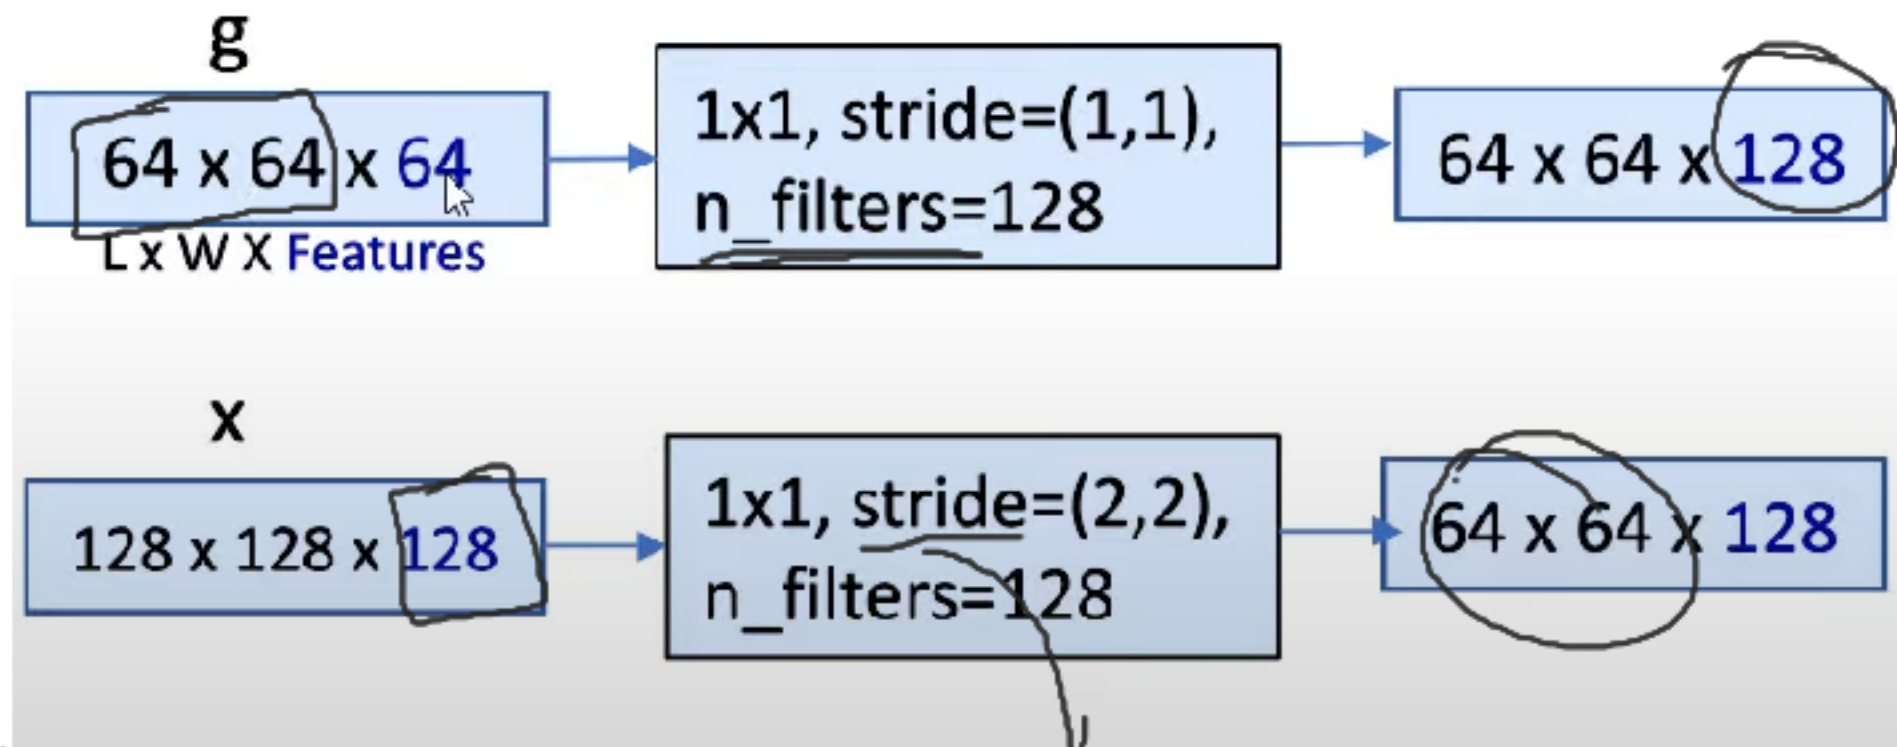 g
64 x 64 x 64
L x W X Features
1x1, stride=(1,1),
n_filters=128
64 x 64 x 128
x
128 x 128 x 128
1x1, stride=(2,2),
n_filters=128
64 x 64 x 128